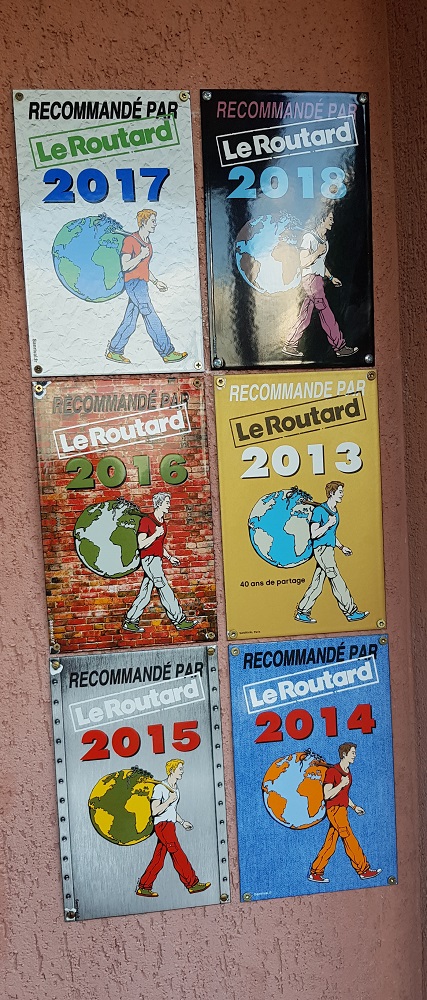 RECOMMANDÉ PAR
Le Routard
2017
RECOMMANDÉ PAR
Le Routard
2018
RECOMMANDÉ PAR
Le Routard
2016
RECOMMANDÉ PAR
Le Routard
2013
40 ans de partage
RECOMMANDÉ PAR
Le Routard
2015
RECOMMANDÉ PAR
Le Routard
2014